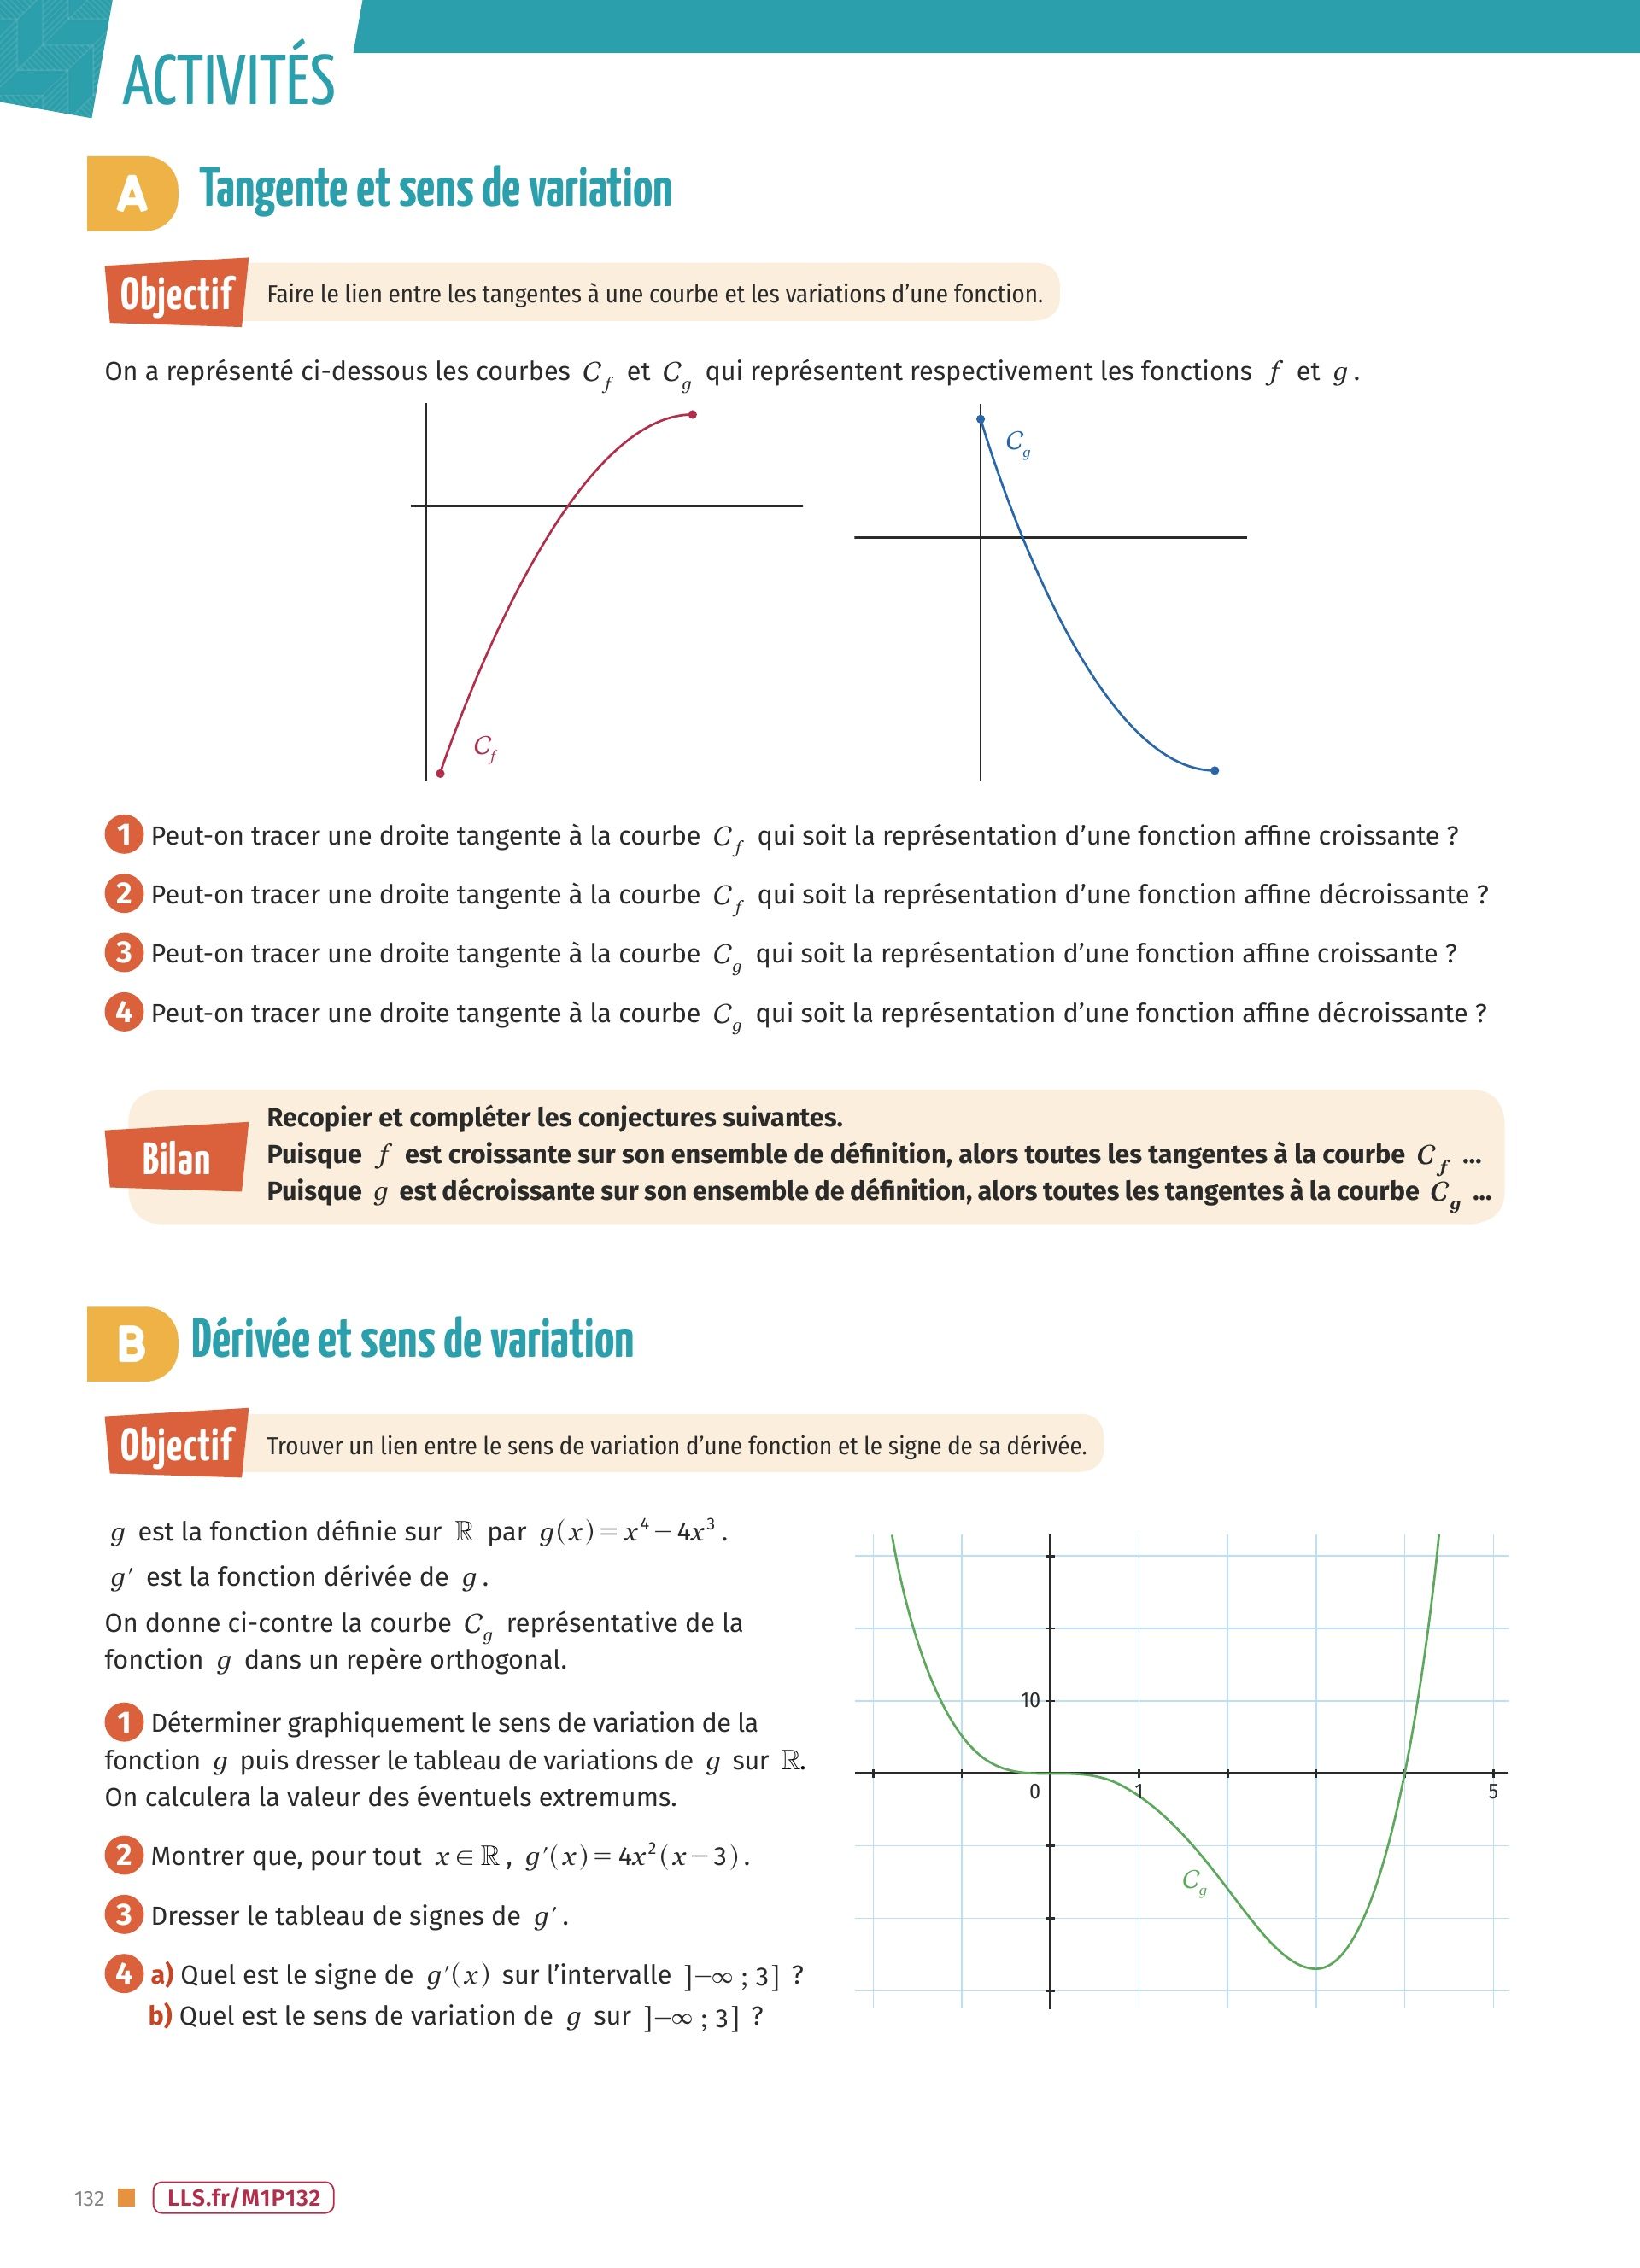 ACTIVITÉS
A Tangente et sens de variation
Objectif Faire le lien entre les tangentes à une courbe et les variations d’une fonction.
On a représenté ci-dessous les courbes C_f et C_g qui représentent respectivement les fonctions f et g.
C_g
C_f
1 Peut-on tracer une droite tangente à la courbe C_f qui soit la représentation d’une fonction affine croissante ?
2 Peut-on tracer une droite tangente à la courbe C_f qui soit la représentation d’une fonction affine décroissante ?
3 Peut-on tracer une droite tangente à la courbe C_g qui soit la représentation d’une fonction affine croissante ?
4 Peut-on tracer une droite tangente à la courbe C_g qui soit la représentation d’une fonction affine décroissante ?
Bilan
Recopier et compléter les conjectures suivantes.
Puisque f est croissante sur son ensemble de définition, alors toutes les tangentes à la courbe C_f ...
Puisque g est décroissante sur son ensemble de définition, alors toutes les tangentes à la courbe C_g ...
B Dérivée et sens de variation
Objectif Trouver un lien entre le sens de variation d’une fonction et le signe de sa dérivée.
g est la fonction définie sur ℝ par g(x) = x⁴ − 4x³.
g′ est la fonction dérivée de g.
On donne ci-contre la courbe C_g représentative de la
fonction g dans un repère orthogonal.
1 Déterminer graphiquement le sens de variation de la
fonction g puis dresser le tableau de variations de g sur ℝ.
On calculera la valeur des éventuels extremums.
2 Montrer que, pour tout x ∈ ℝ, g′(x) = 4x²(x − 3).
3 Dresser le tableau de signes de g′.
4 a) Quel est le signe de g′(x) sur l’intervalle ]−∞ ; 3] ?
b) Quel est le sens de variation de g sur ]−∞ ; 3] ?
10
0 1 5
C_g
132 LLS.fr/M1P132